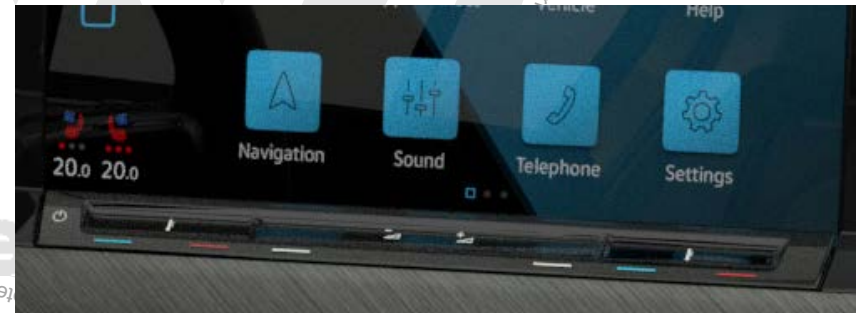 Vehicle
Help
Navigation
Sound
Telephone
Settings
20.0 20.0